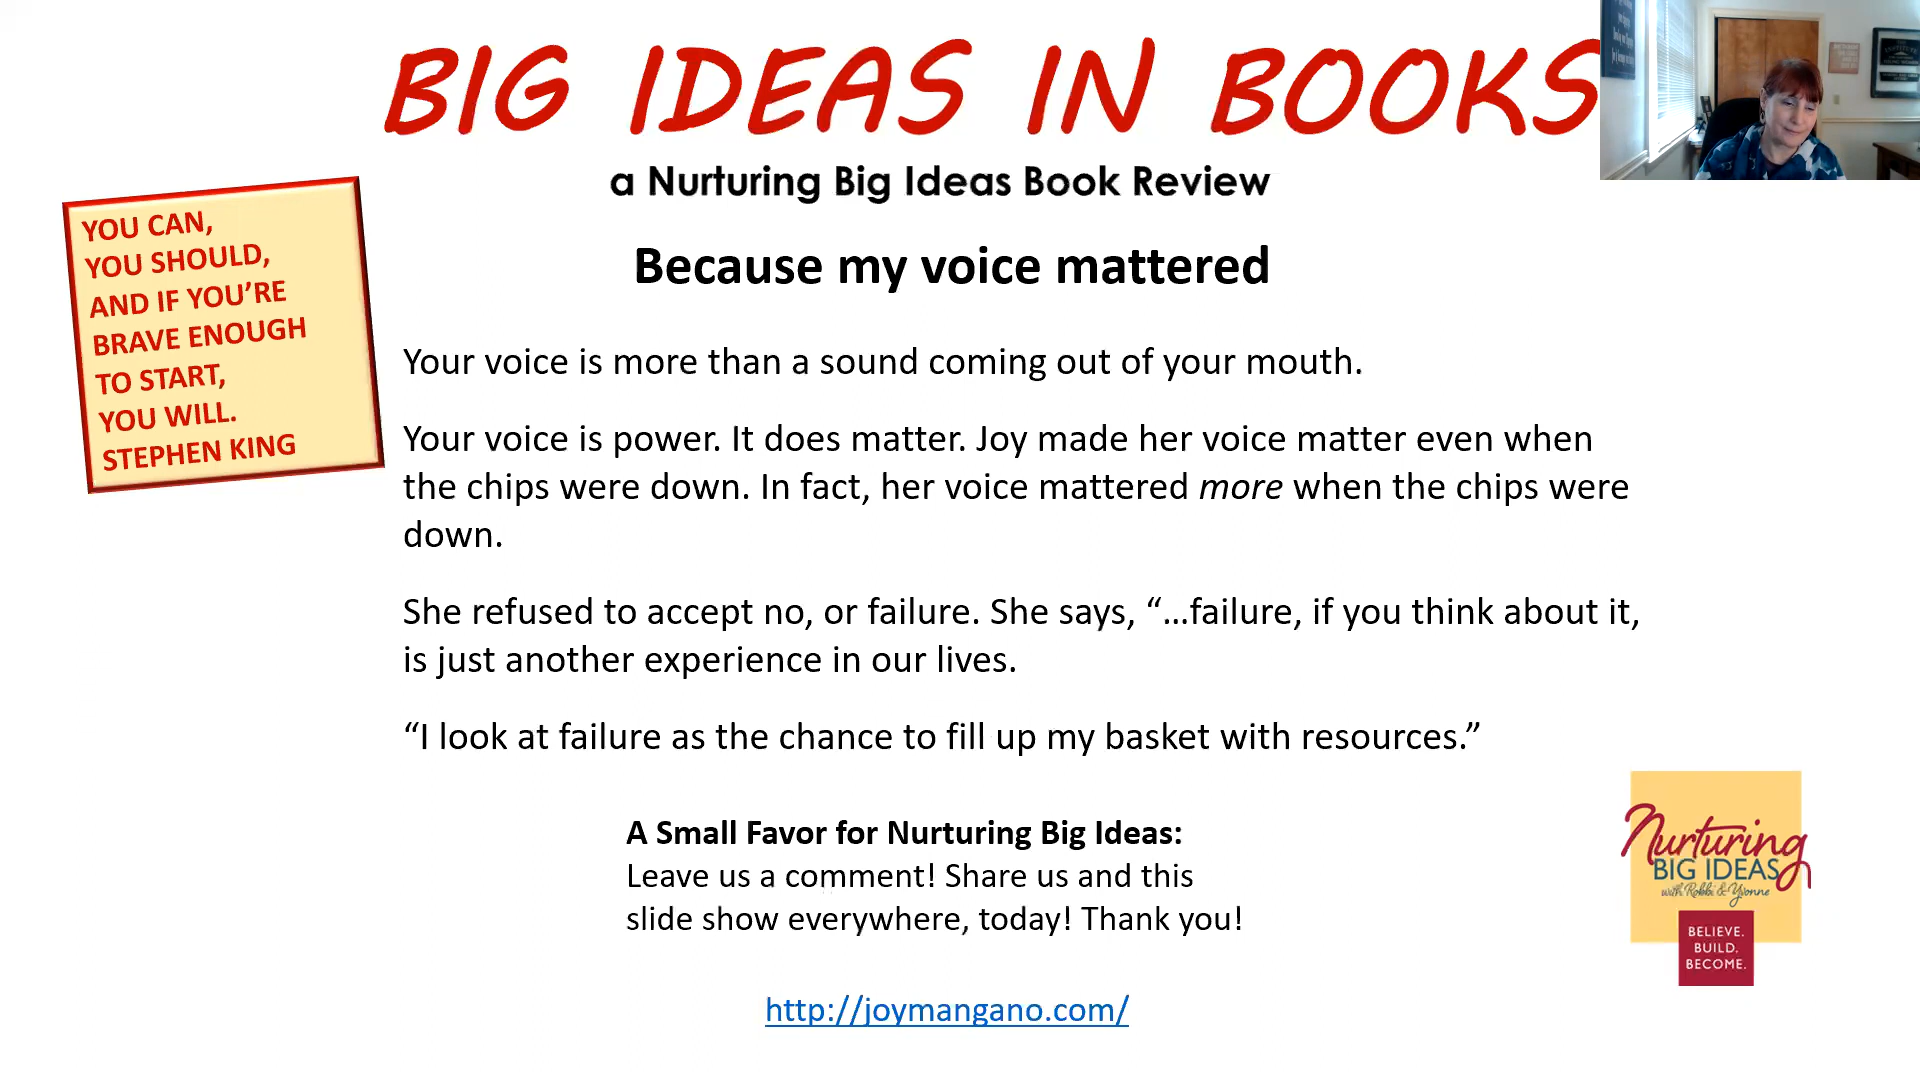 BIG IDEAS IN BOOKS
a Nurturing Big Ideas Book Review
YOU CAN,
YOU SHOULD,
AND IF YOU’RE
BRAVE ENOUGH
TO START,
YOU WILL.
STEPHEN KING
Because my voice mattered
Your voice is more than a sound coming out of your mouth.
Your voice is power. It does matter. Joy made her voice matter even when
the chips were down. In fact, her voice mattered more when the chips were
down.
She refused to accept no, or failure. She says, “…failure, if you think about it,
is just another experience in our lives.
“I look at failure as the chance to fill up my basket with resources.”
A Small Favor for Nurturing Big Ideas:
Leave us a comment! Share us and this
slide show everywhere, today! Thank you!
http://joymangano.com/
Nurturing
BIG IDEAS
with Robbi & Yvonne
BELIEVE.
BUILD.
BECOME.